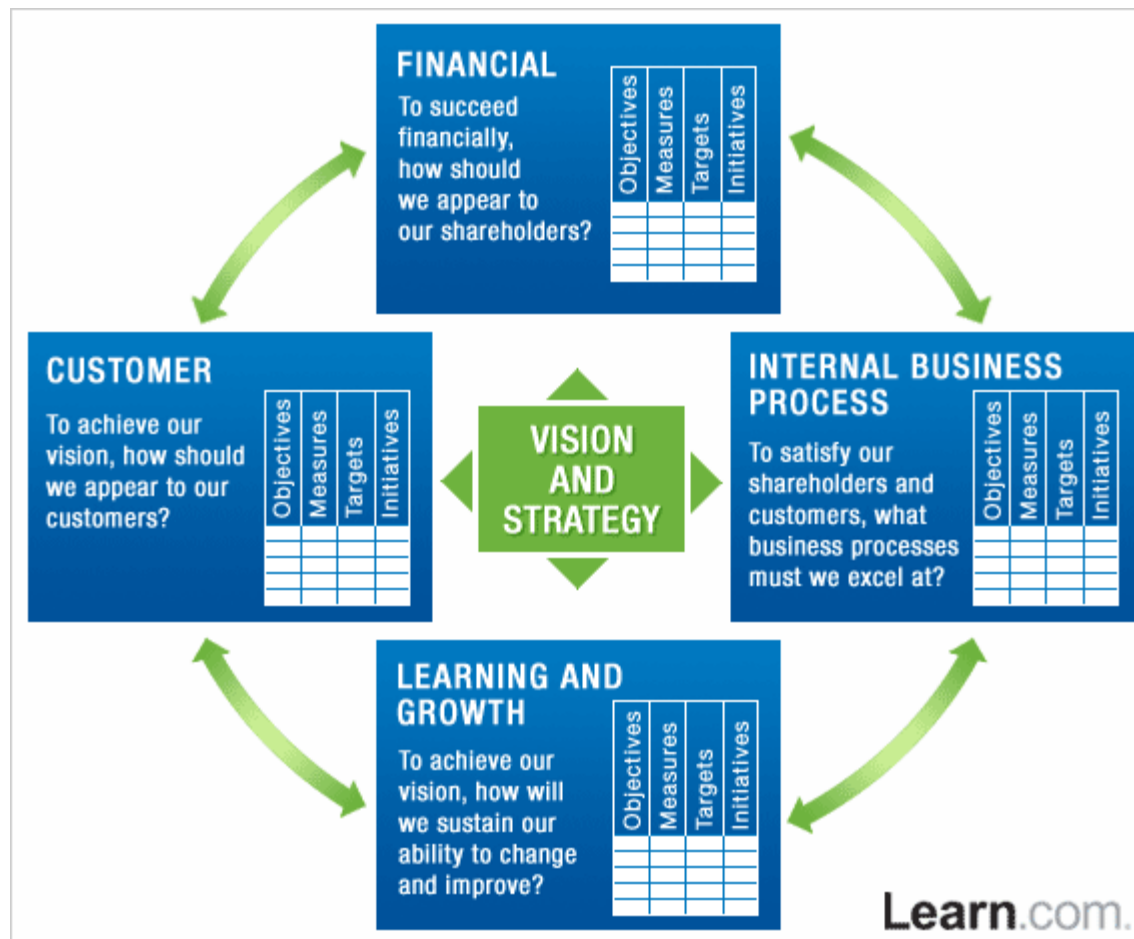 FINANCIAL
To succeed
financially,
how should
we appear to
our shareholders?
Objectives
Measures
Targets
Initiatives
CUSTOMER
To achieve our
vision, how should
we appear to our
customers?
Objectives
Measures
Targets
Initiatives
VISION
AND
STRATEGY
INTERNAL BUSINESS
PROCESS
To satisfy our
shareholders and
customers, what
business processes
must we excel at?
Objectives
Measures
Targets
Initiatives
LEARNING AND
GROWTH
To achieve our
vision, how will
we sustain our
ability to change
and improve?
Objectives
Measures
Targets
Initiatives
Learn.com.